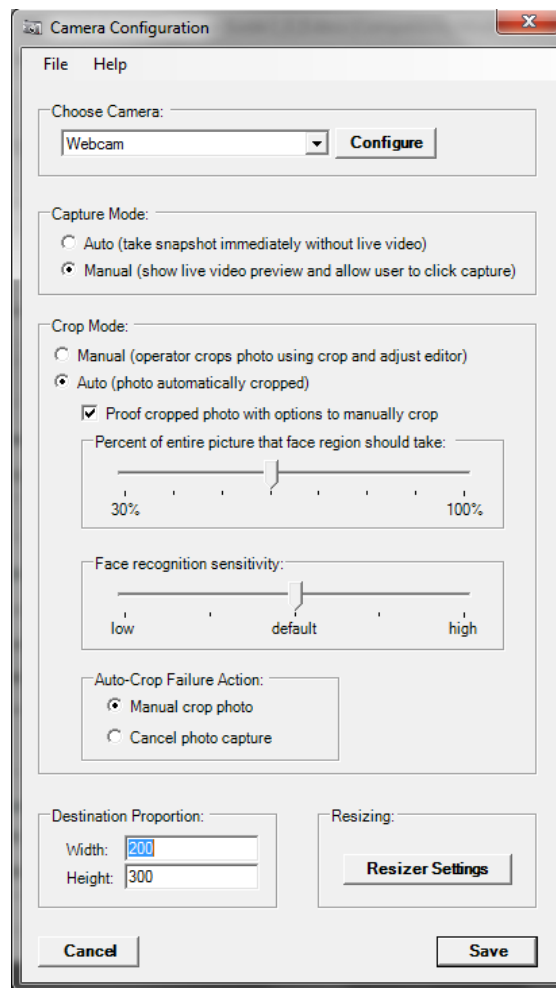 Camera Configuration
File Help
Choose Camera:
Webcam Configure
Capture Mode:
Auto (take snapshot immediately without live video)
Manual (show live video preview and allow user to click capture)
Crop Mode:
Manual (operator crops photo using crop and adjust editor)
Auto (photo automatically cropped)
Proof cropped photo with options to manually crop
Percent of entire picture that face region should take:
30% 100%
Face recognition sensitivity:
low default high
Auto-Crop Failure Action:
Manual crop photo
Cancel photo capture
Destination Proportion: Resizing:
Width: 200
Height: 300
Resizer Settings
Cancel Save